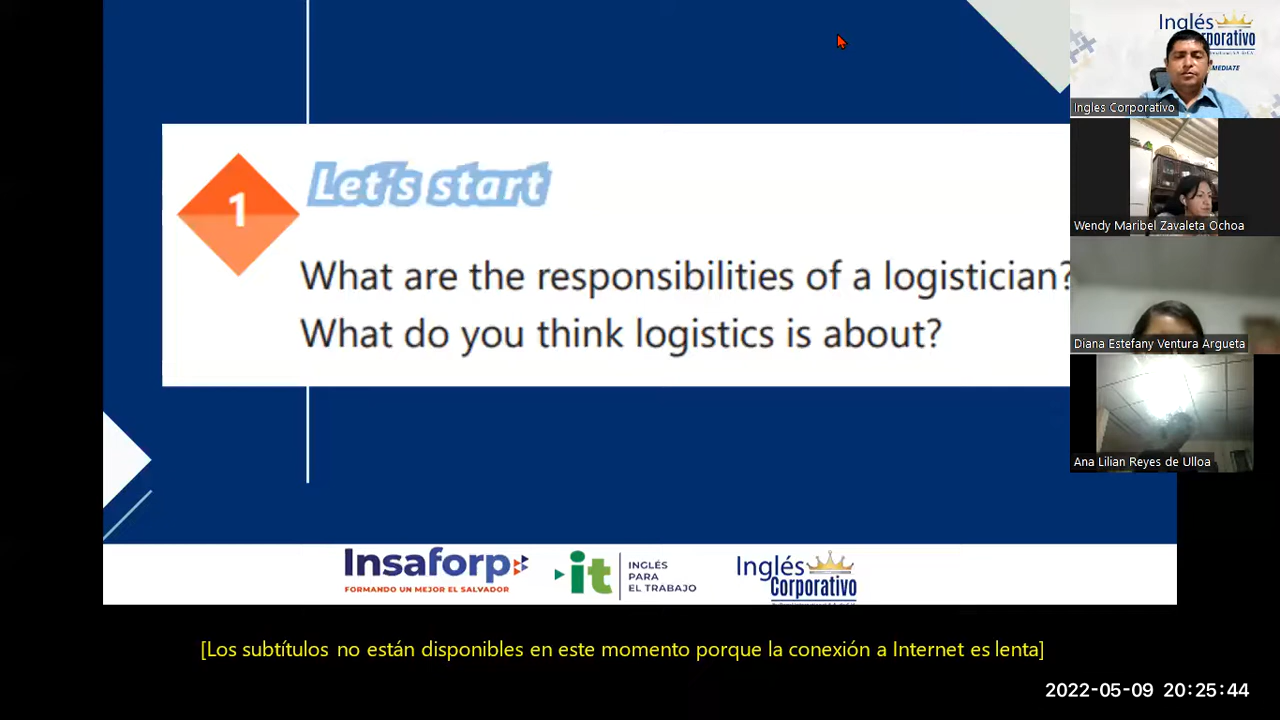 1
Let's start
What are the responsibilities of a logistician?
What do you think logistics is about?
Insaforp
FORMANDO UN MEJOR EL SALVADOR
it
INGLÉS
PARA
EL TRABAJO
Inglés
Corporativo
Inglés
Ingles Corporativo
Wendy Maribel Zavaleta Ochoa
Diana Estefany Ventura Argueta
Ana Lilian Reyes de Ulloa
[Los subtítulos no están disponibles en este momento porque la conexión a Internet es lenta]
2022-05-09 20:25:44